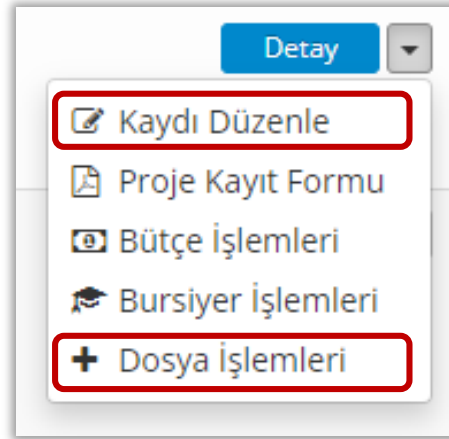 Detay
Kaydı Düzenle
Proje Kayıt Formu
Bütçe İşlemleri
Bursiyer İşlemleri
Dosya İşlemleri